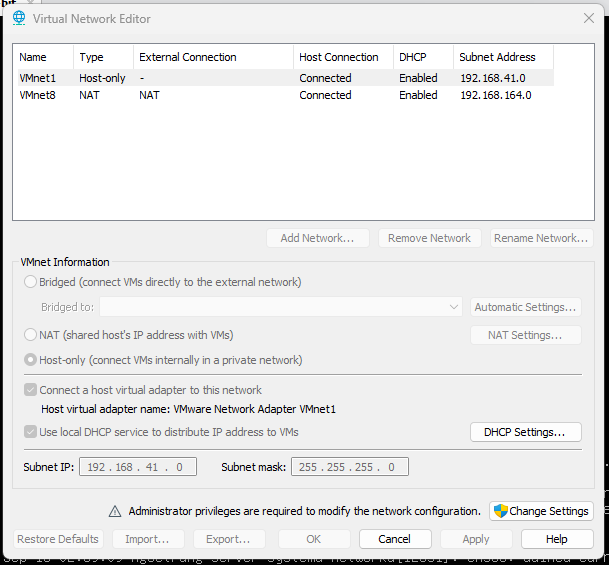 bit
Virtual Network Editor
Name Type External Connection Host Connection DHCP Subnet Address
VMnet1 Host-only - Connected Enabled 192.168.41.0
VMnet8 NAT NAT Connected Enabled 192.168.164.0
Add Network... Remove Network Rename Network...
VMnet Information
Bridged (connect VMs directly to the external network)
Bridged to: Automatic Settings...
NAT (shared host's IP address with VMs) NAT Settings...
Host-only (connect VMs internally in a private network)
Connect a host virtual adapter to this network
Host virtual adapter name: VMware Network Adapter VMnet1
Use local DHCP service to distribute IP address to VMs DHCP Settings...
Subnet IP: 192 . 168 . 41 . 0 Subnet mask: 255 . 255 . 255 . 0
Administrator privileges are required to modify the network configuration. Change Settings
Restore Defaults Import... Export... OK Cancel Apply Help